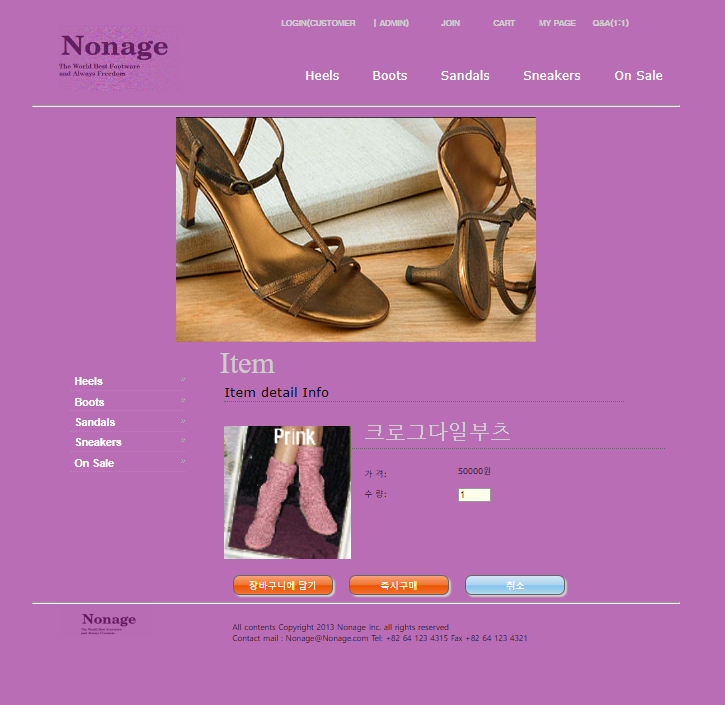 LOGIN(CUSTOMER | ADMIN) JOIN CART MY PAGE Q&A(1:1)
Nonage
The World Best Footware
and Always Freedom
Heels Boots Sandals Sneakers On Sale
Item
Item detail Info
Heels
Boots
Sandals
Sneakers
On Sale
Prink
크로그다일부츠
가 격: 50000원
수 량: 1
장바구니에 담기 즉시구매 취소
Nonage
The World Best Footware
and Always Freedom
All contents Copyright 2013 Nonage Inc. all rights reserved
Contact mail : Nonage@Nonage.com Tel: +82 64 123 4315 Fax +82 64 123 4321